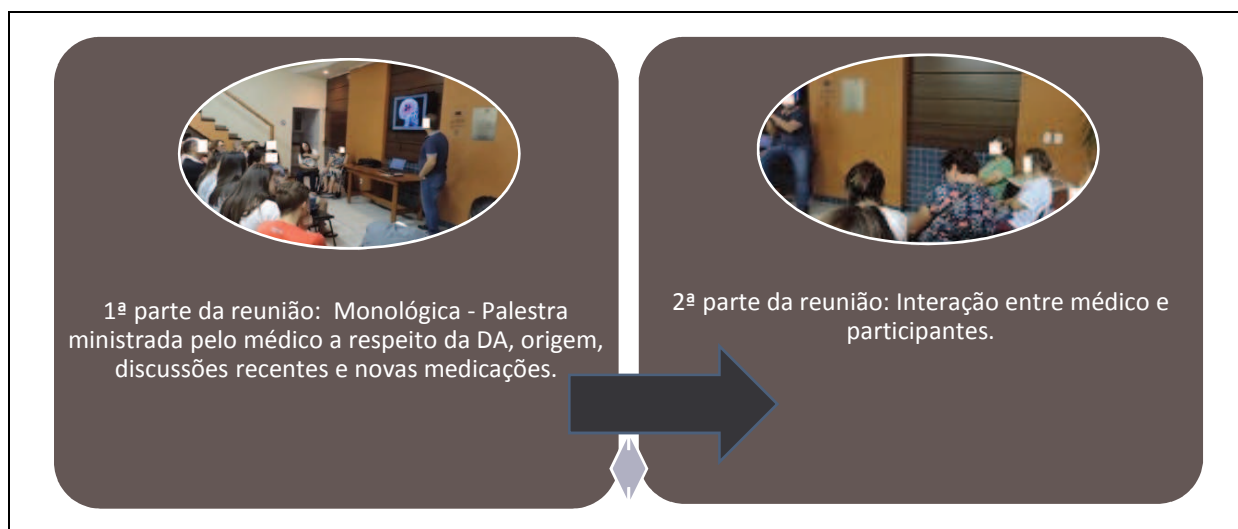 1ª parte da reunião:  Monológica - Palestra
ministrada pelo médico a respeito da DA, origem,
discussões recentes e novas medicações.
2ª parte da reunião: Interação entre médico e
participantes.